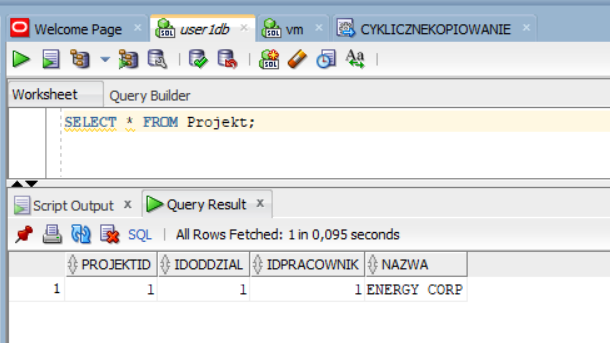 Welcome Page × user1db × vm × CYKLICZNEKOPIOWANIE ×
Worksheet Query Builder
SELECT * FROM Projekt;
Script Output x Query Result x
SQL | All Rows Fetched: 1 in 0,095 seconds
PROJEKTID IDODDZIAL IDPRACOWNIK NAZWA
1 1 1 1 ENERGY CORP